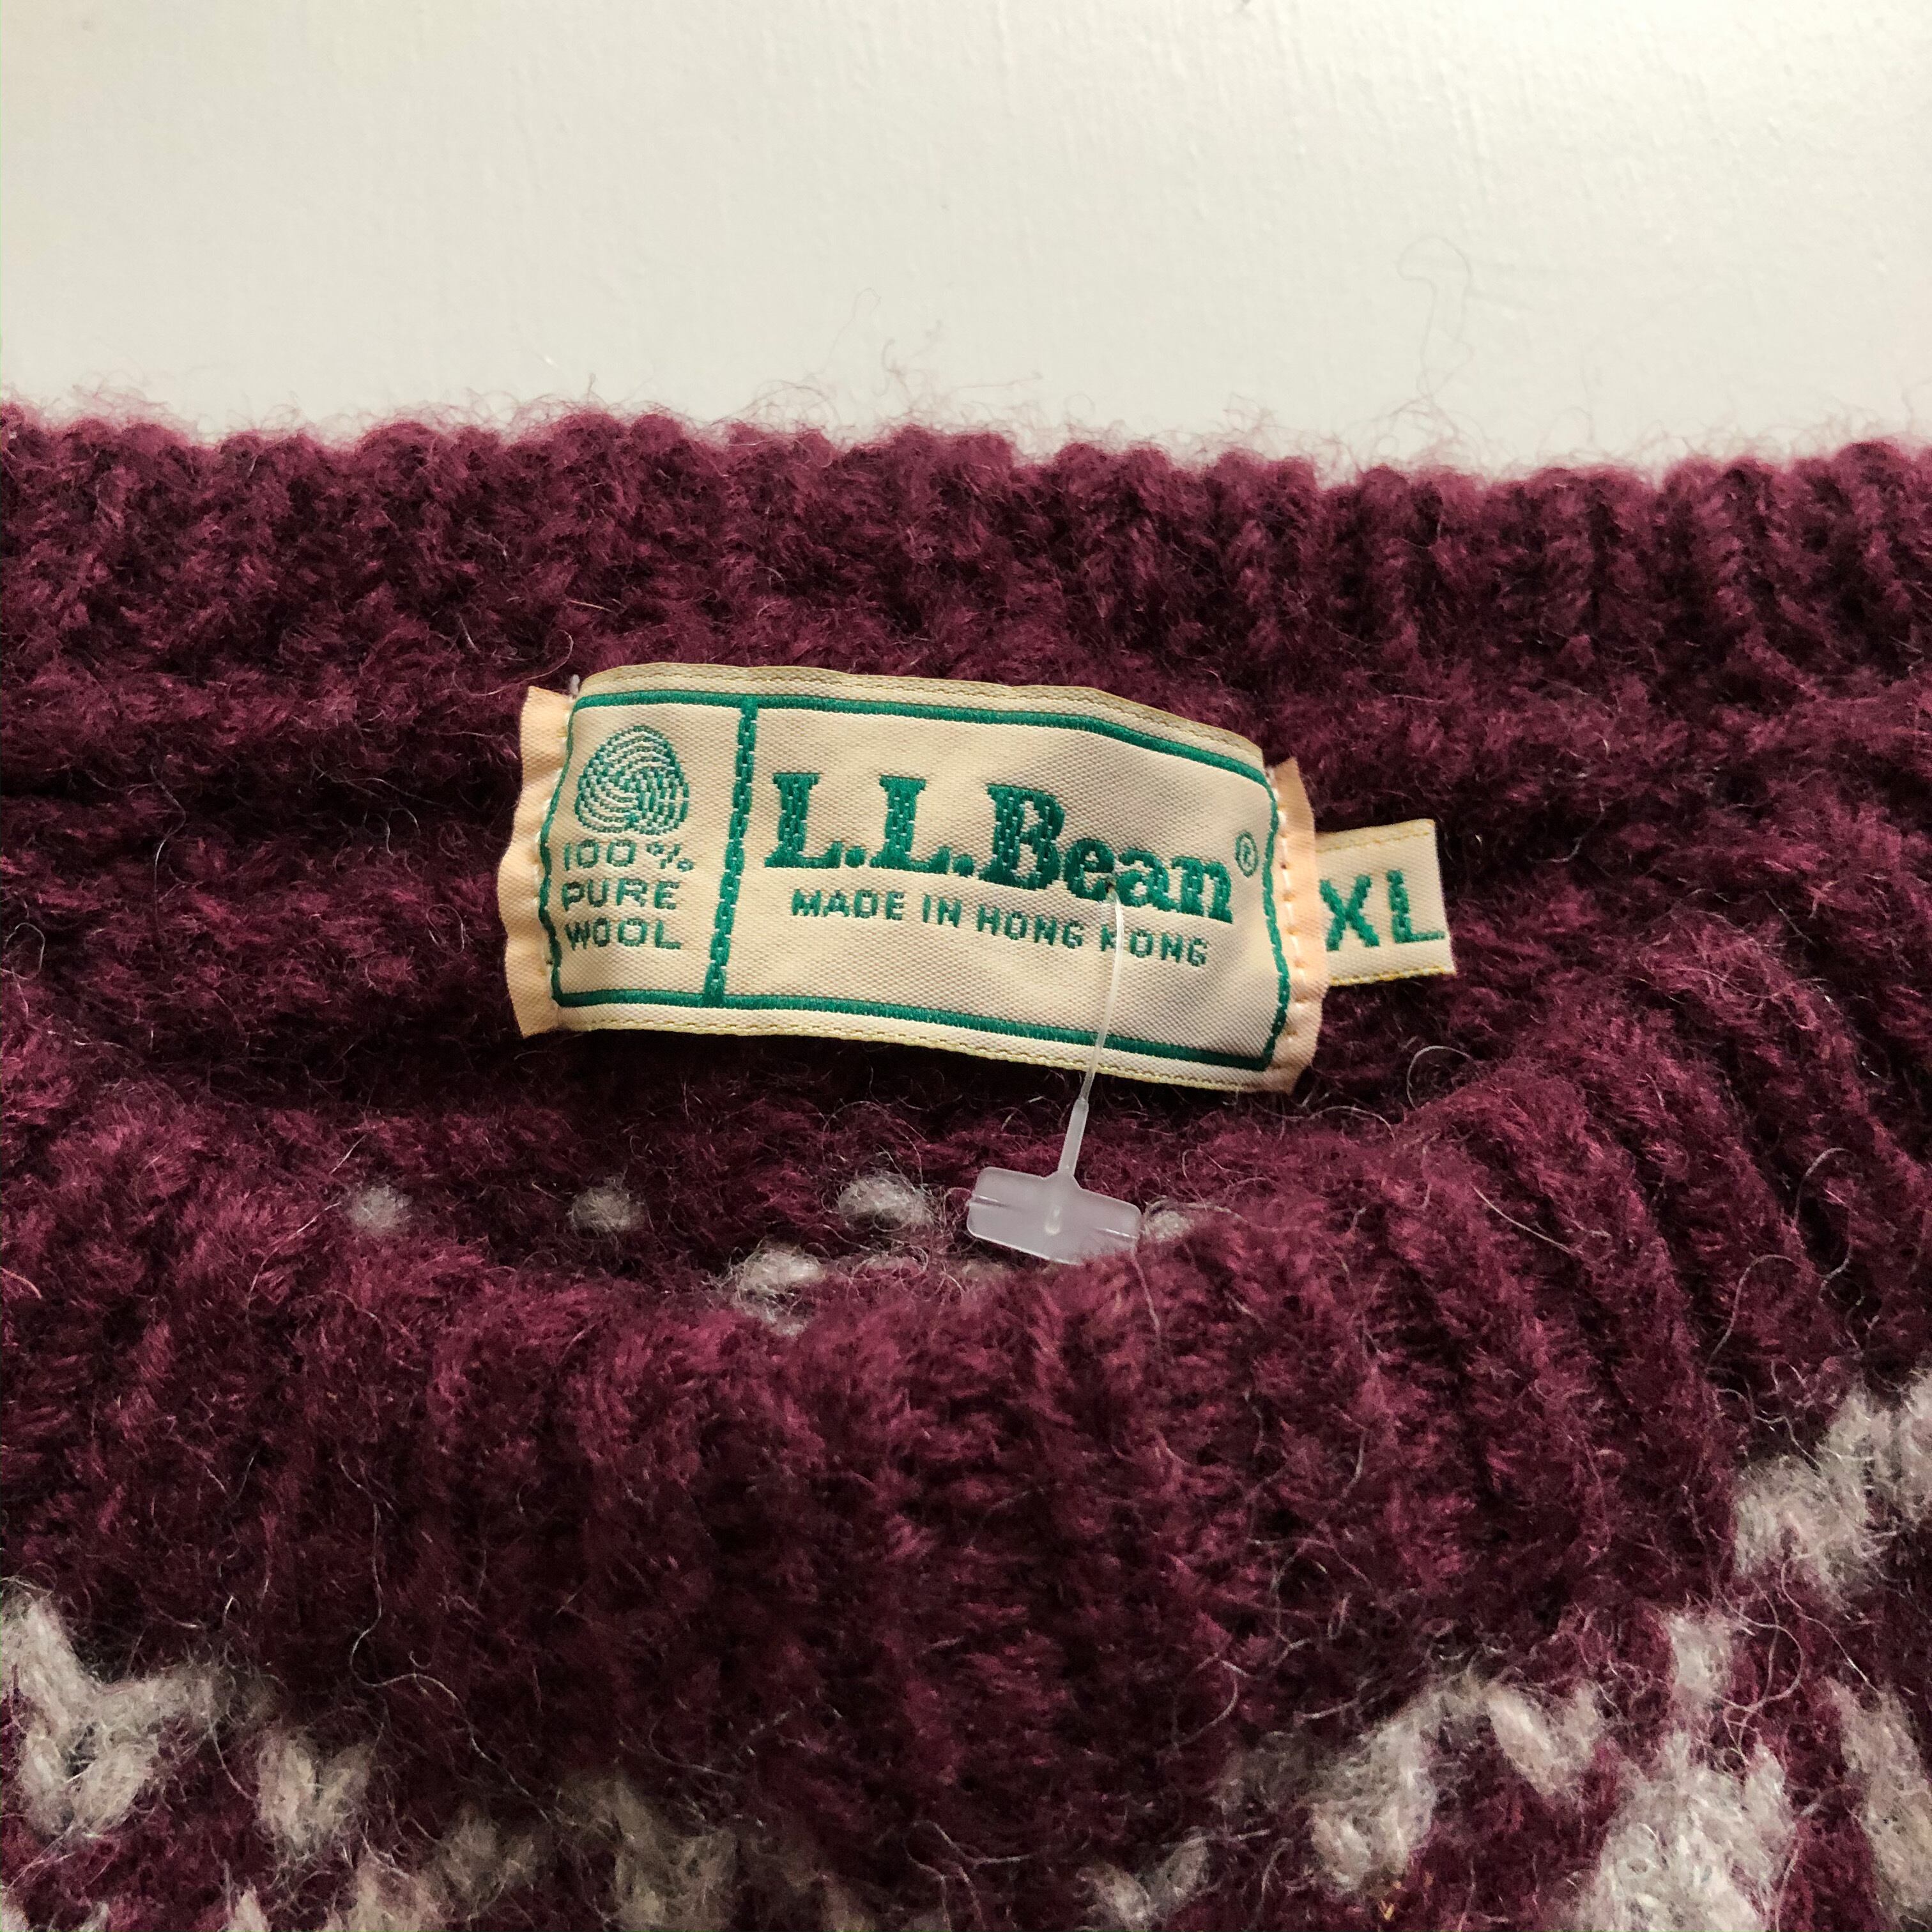 100%
PURE
WOOL
L.L.Bean®
MADE IN HONG KONG
XL